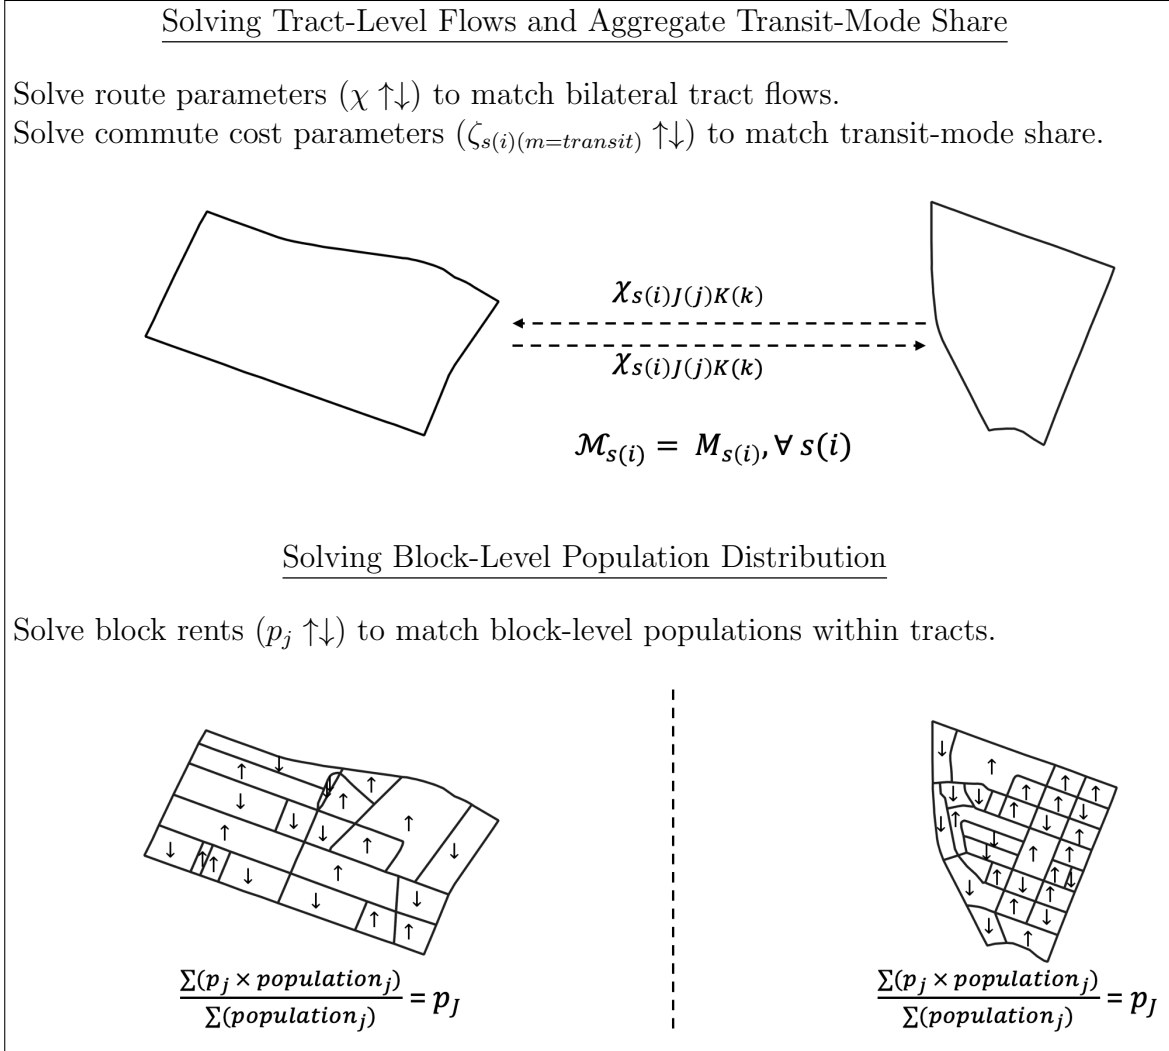 Solving Tract-Level Flows and Aggregate Transit-Mode Share
Solve route parameters (χ ↑↓) to match bilateral tract flows.
Solve commute cost parameters (ζ_{s(i)(m=transit)} ↑↓) to match transit-mode share.
χ_{s(i)J(j)K(k)}
χ_{s(i)J(j)K(k)}
ℳ_{s(i)} = M_{s(i)}, ∀ s(i)
Solving Block-Level Population Distribution
Solve block rents (p_j ↑↓) to match block-level populations within tracts.
∑(p_j × population_j) / ∑(population_j) = p_J
∑(p_j × population_j) / ∑(population_j) = p_J